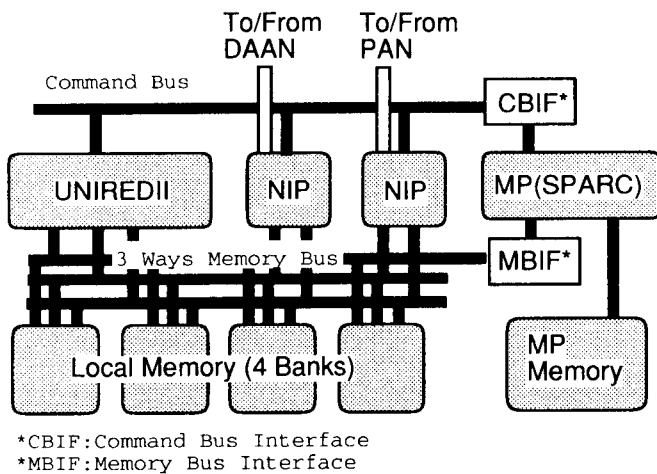 To/From To/From
DAAN PAN
Command Bus
CBIF*
UNIREDII NIP NIP MP(SPARC)
3 Ways Memory Bus
MBIF*
Local Memory (4 Banks)
MP
Memory
*CBIF:Command Bus Interface
*MBIF:Memory Bus Interface